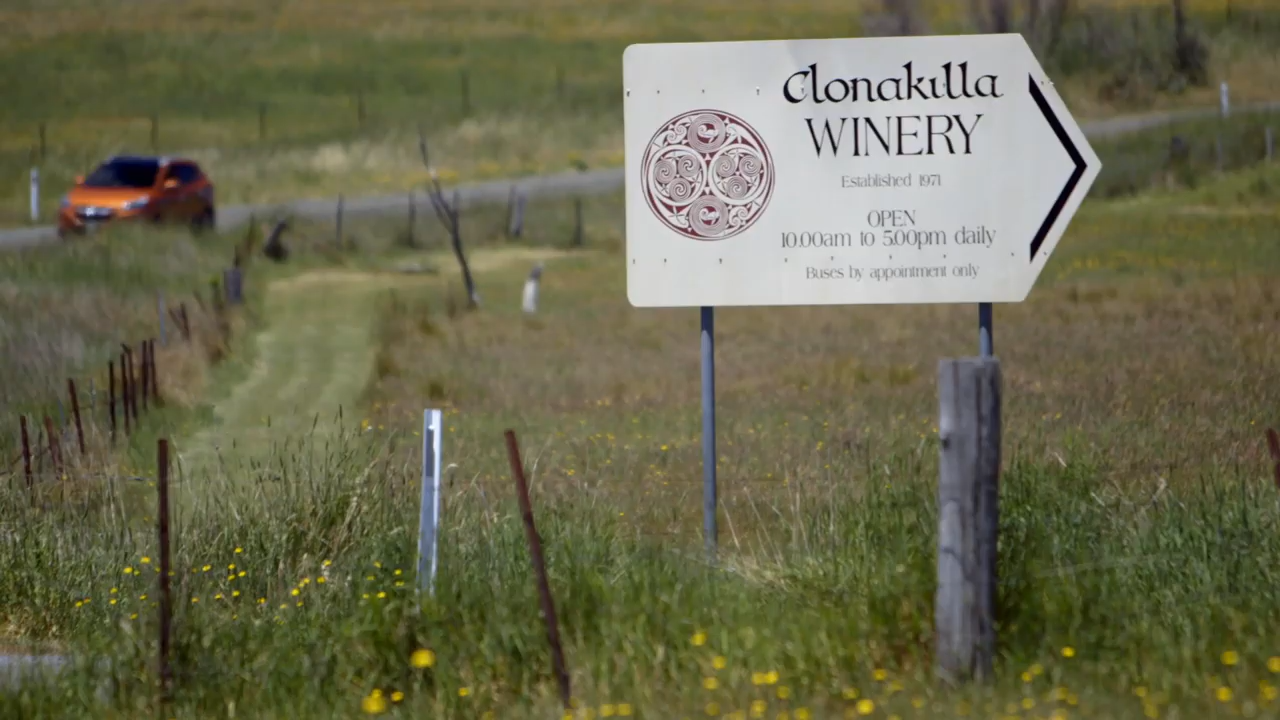 Clonakilla
WINERY
Established 1971
OPEN
10.00am to 5.00pm daily
Buses by appointment only